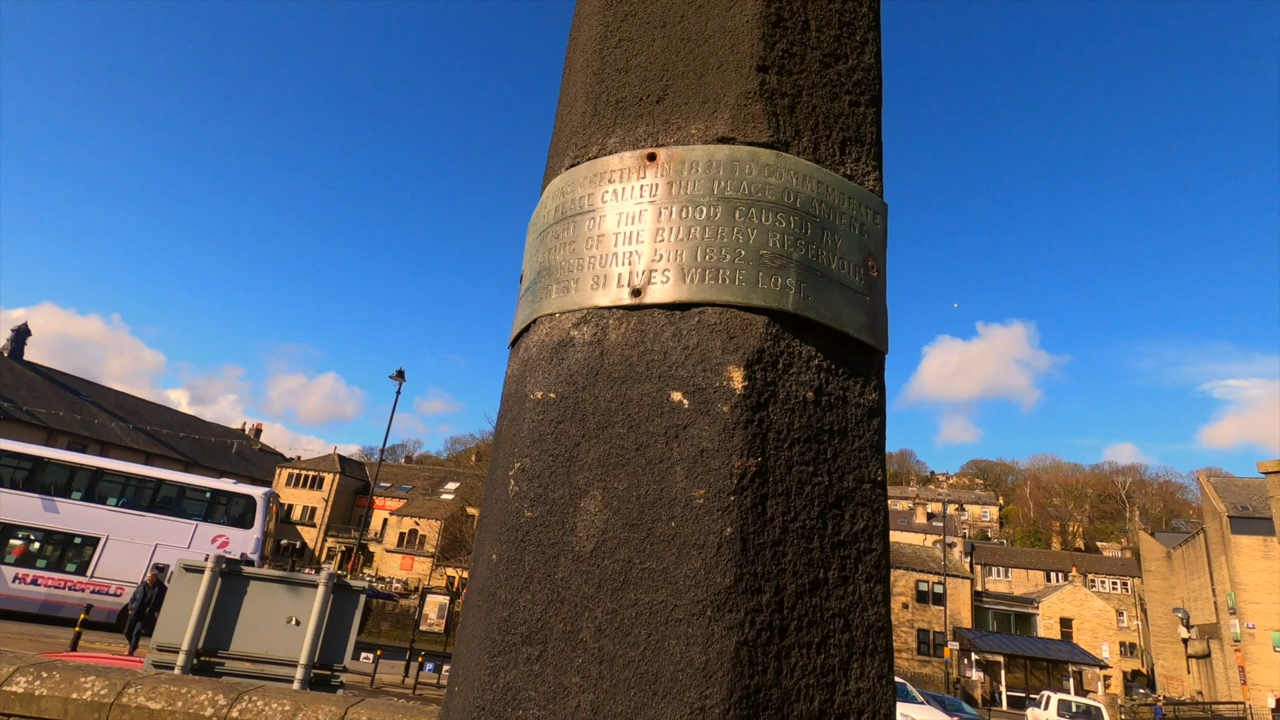 ERECTED IN 1801 TO COMMEMORATE
PEACE CALLED THE PEACE OF AMIENS
OF THE FLOOD CAUSED BY
OF THE BILBERRY RESERVOIR
FEBRUARY 5TH 1852.
81 LIVES WERE LOST.
HUDDERSFIELD
P